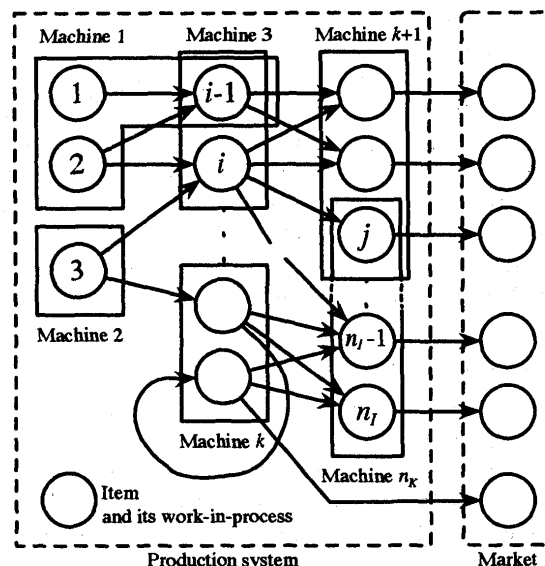 Machine 1
Machine 3
Machine k+1
1
i-1
2
i
3
j
Machine 2
n_I-1
n_I
Machine k
Machine n_K
Item
and its work-in-process
Production system
Market